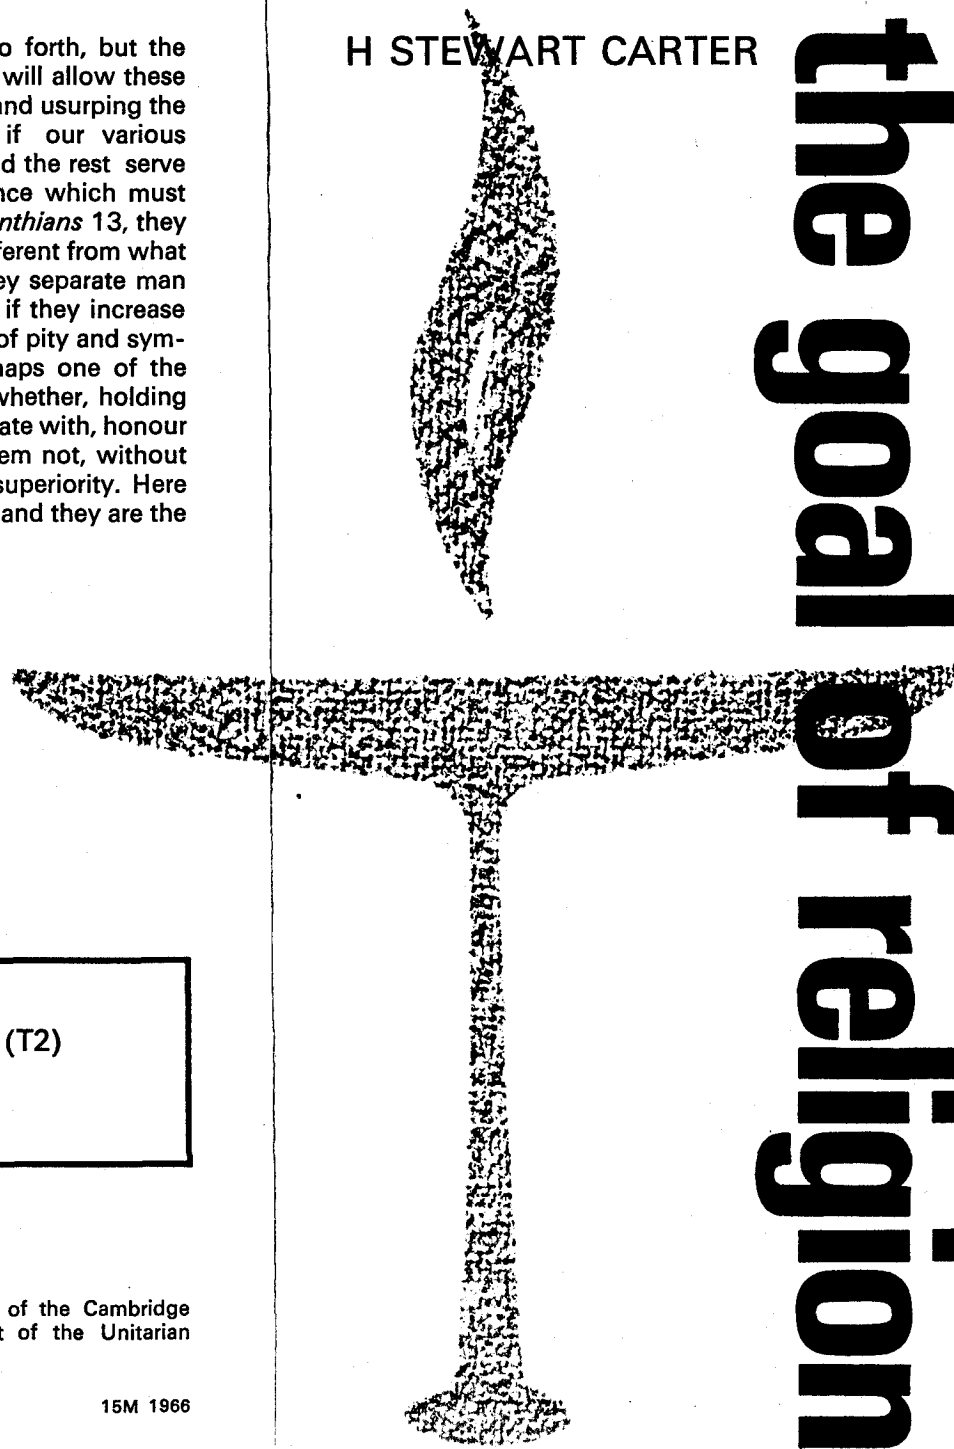 o forth, but the
will allow these
and usurping the
if our various
d the rest serve
nce which must
nthians 13, they
ferent from what
ey separate man
if they increase
of pity and sym-
haps one of the
whether, holding
ate with, honour
em not, without
superiority. Here
and they are the
(T2)
of the Cambridge
t of the Unitarian
15M 1966
H STEWART CARTER
the goal of religion